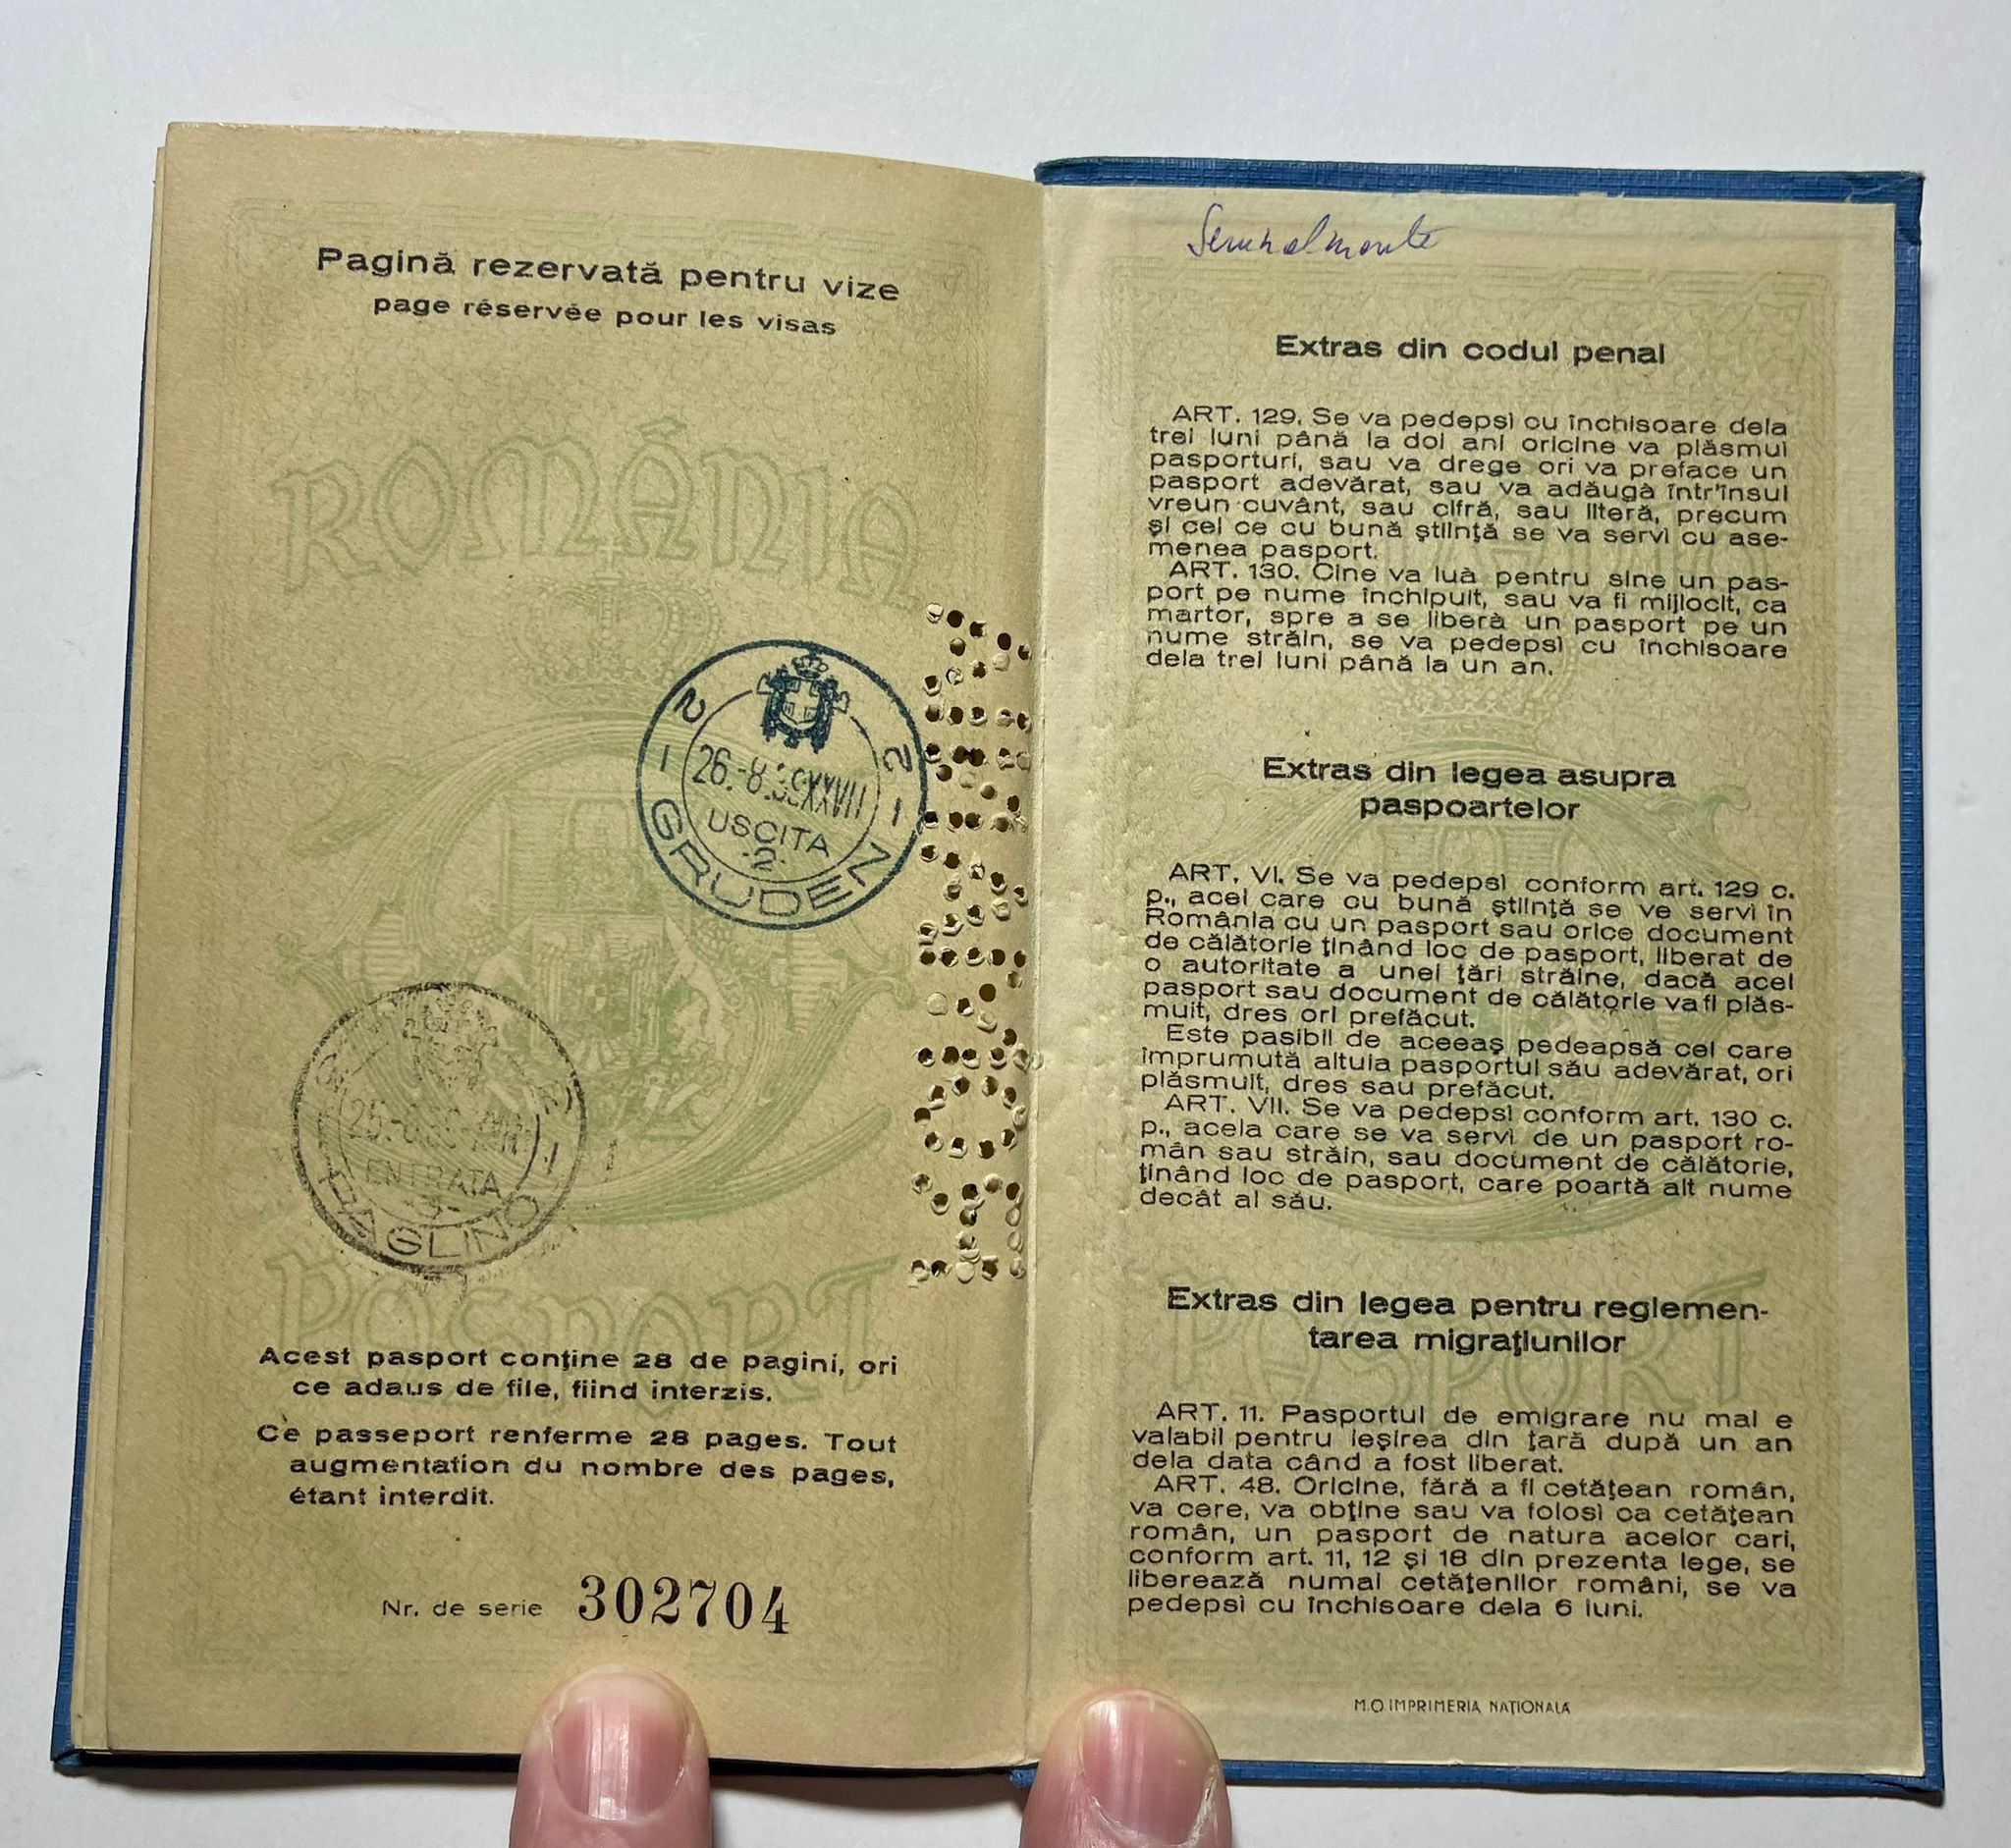 Pagină rezervată pentru vize
page réservée pour les visas
ROMÂNIA
2 2
26.-8.
USCITA
·2·
GRUDEN
ENTRATA
PASPORT
Acest pasport conţine 28 de pagini, ori
ce adaus de file, fiind interzis.
Ce passeport renferme 28 pages. Tout
augmentation du nombre des pages,
étant interdit.
Nr. de serie 302704
Extras din codul penal
ART. 129. Se va pedepsì cu închisoare dela
trei luni până la doi ani oricine va plăsmui
pasporturi, sau va drege ori va preface un
pasport adevărat, sau va adăugà într'însul
vreun cuvânt, sau cifră, sau literă, precum
şi cel ce cu bună ştiinţă se va servì cu ase-
menea pasport.
ART. 130. Cine va luà pentru sine un pas-
port pe nume închipuit, sau va fi mijlocit, ca
martor, spre a se liberà un pasport pe un
nume străin, se va pedepsì cu închisoare
dela trei luni până la un an.
Extras din legea asupra
paspoartelor
ART. VI. Se va pedepsì conform art. 129 c.
p., acel care cu bună ştiinţă se ve servì în
România cu un pasport sau orice document
de călătorie ţinând loc de pasport, liberat de
o autoritate a unei ţări străine, dacă acel
pasport sau document de călătorie va fi plăs-
muit, dres ori prefăcut.
Este pasibil de aceeaş pedeapsă cel care
împrumută altuia pasportul său adevărat, ori
plăsmuit, dres sau prefăcut.
ART. VII. Se va pedepsì conform art. 130 c.
p., acela care se va servì de un pasport ro-
mân sau străin, sau document de călătorie,
ţinând loc de pasport, care poartă alt nume
decât al său.
Extras din legea pentru reglemen-
tarea migraţiunilor
ART. 11. Pasportul de emigrare nu mai e
valabil pentru ieşirea din ţară după un an
dela data când a fost liberat.
ART. 48. Oricine, fără a fi cetăţean român,
va cere, va obţine sau va folosì ca cetăţean
român, un pasport de natura acelor cari,
conform art. 11, 12 şi 18 din prezenta lege, se
liberează numai cetăţenilor români, se va
pedepsì cu închisoare dela 6 luni.
M.O. IMPRIMERIA NAŢIONALĂ